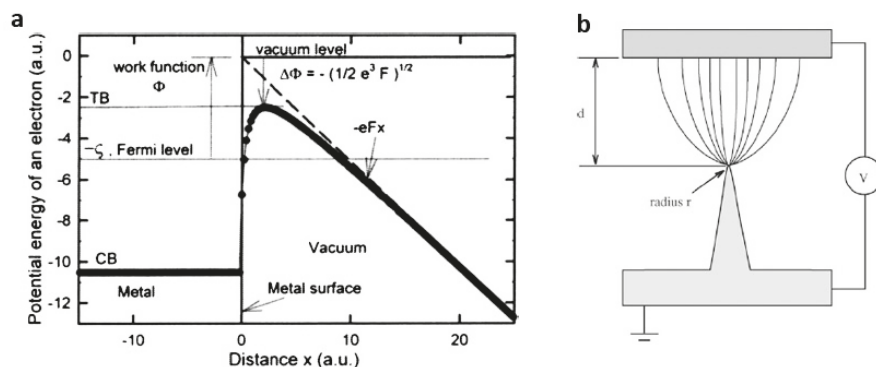 a
Potential energy of an electron (a.u.)
0
-2
-4
-6
-8
-10
-12
TB
-ζ, Fermi level
CB
work function
Φ
vacuum level
ΔΦ = - (1/2 e³ F )^1/2
-eFx
Vacuum
Metal
Metal surface
-10
0
10
20
Distance x (a.u.)
b
d
radius r
V